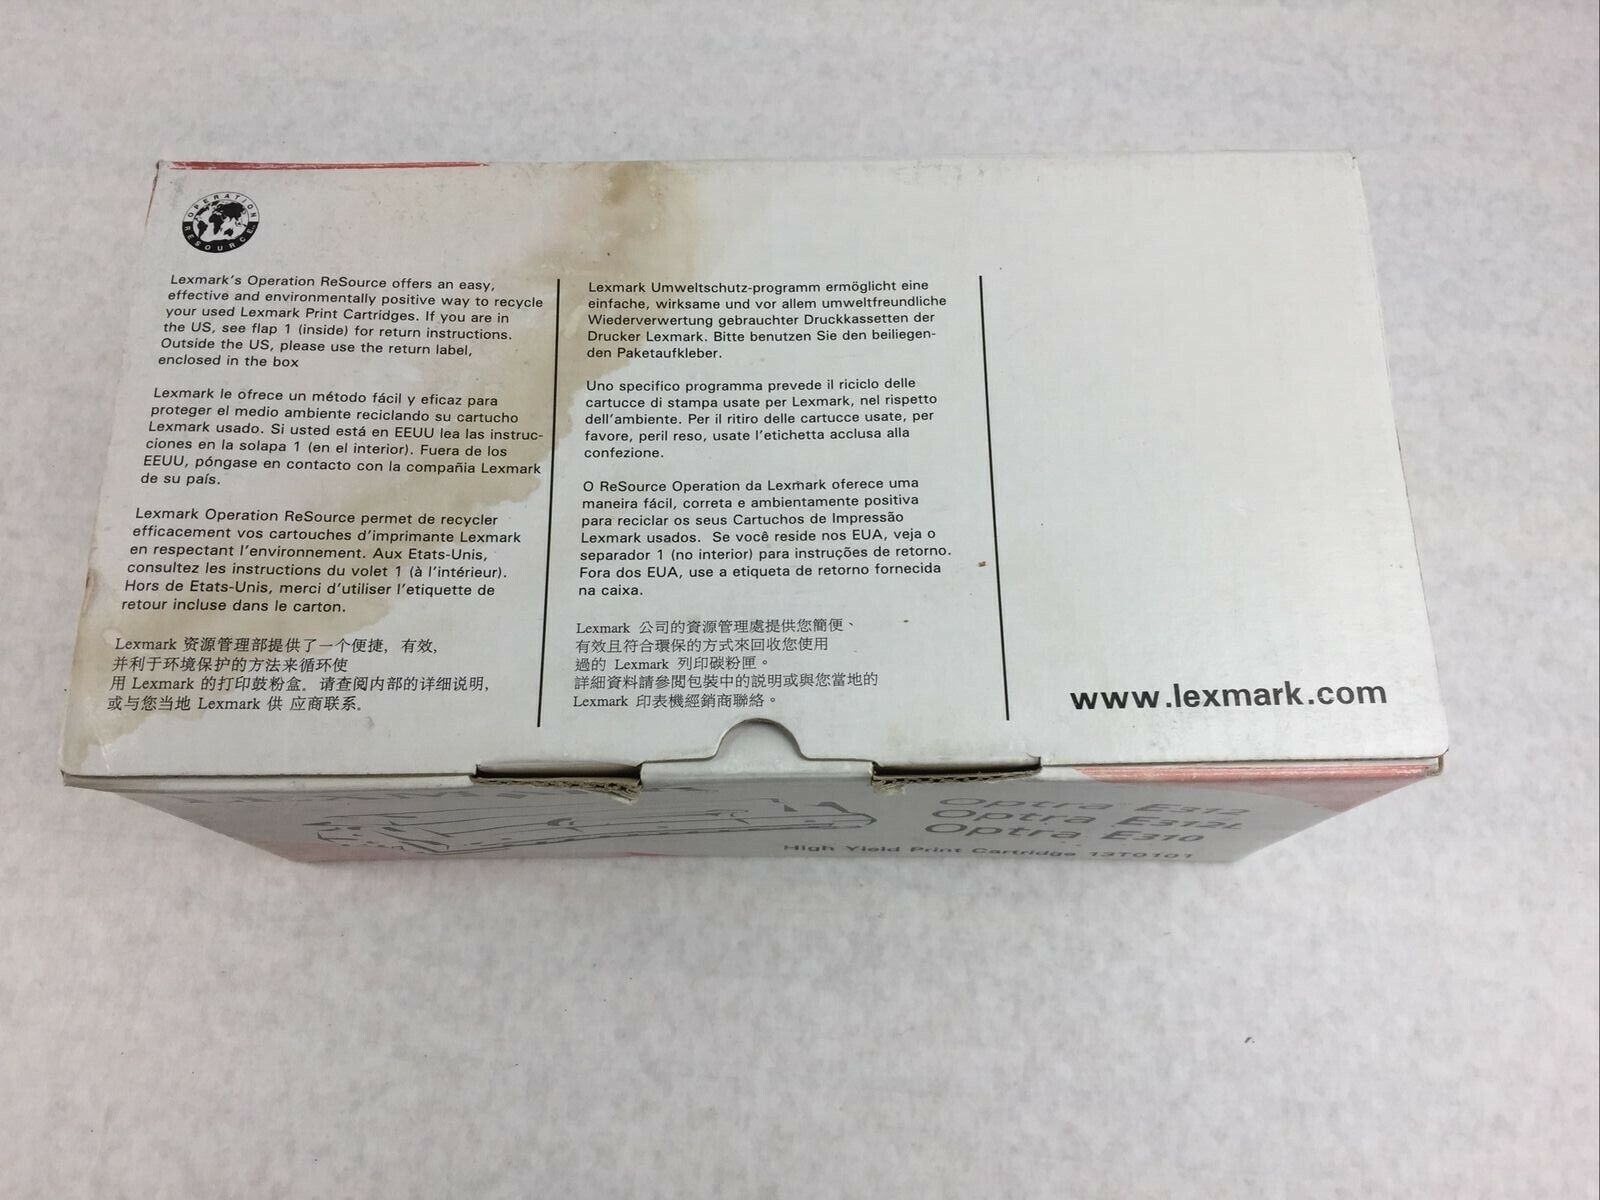 OPERATION
RESOURCE
Lexmark's Operation ReSource offers an easy,
effective and environmentally positive way to recycle
your used Lexmark Print Cartridges. If you are in
the US, see flap 1 (inside) for return instructions.
Outside the US, please use the return label,
enclosed in the box
Lexmark le ofrece un método fácil y eficaz para
proteger el medio ambiente reciclando su cartucho
Lexmark usado. Si usted está en EEUU lea las instruc-
ciones en la solapa 1 (en el interior). Fuera de los
EEUU, póngase en contacto con la compañia Lexmark
de su país.
Lexmark Operation ReSource permet de recycler
efficacement vos cartouches d'imprimante Lexmark
en respectant l'environnement. Aux Etats-Unis,
consultez les instructions du volet 1 (à l'intérieur).
Hors de Etats-Unis, merci d'utiliser l'etiquette de
retour incluse dans le carton.
Lexmark 资源管理部提供了一个便捷, 有效,
并利于环境保护的方法来循环使
用 Lexmark 的打印鼓粉盒. 请查阅内部的详细说明,
或与您当地 Lexmark 供 应商联系.
Lexmark Umweltschutz-programm ermöglicht eine
einfache, wirksame und vor allem umweltfreundliche
Wiederverwertung gebrauchter Druckkassetten der
Drucker Lexmark. Bitte benutzen Sie den beiliegen-
den Paketaufkleber.
Uno specifico programma prevede il riciclo delle
cartucce di stampa usate per Lexmark, nel rispetto
dell'ambiente. Per il ritiro delle cartucce usate, per
favore, peril reso, usate l'etichetta acclusa alla
confezione.
O ReSource Operation da Lexmark oferece uma
maneira fácil, correta e ambientamente positiva
para reciclar os seus Cartuchos de Impressão
Lexmark usados. Se você reside nos EUA, veja o
separador 1 (no interior) para instruções de retorno.
Fora dos EUA, use a etiqueta de retorno fornecida
na caixa.
Lexmark 公司的資源管理處提供您簡便、
有效且符合環保的方式來回收您使用
過的 Lexmark 列印碳粉匣。
詳細資料請參閱包裝中的説明或與您當地的
Lexmark 印表機經銷商聯絡。
www.lexmark.com
Optra E312
Optra E312L
Optra E310
High Yield Print Cartridge 13T0101